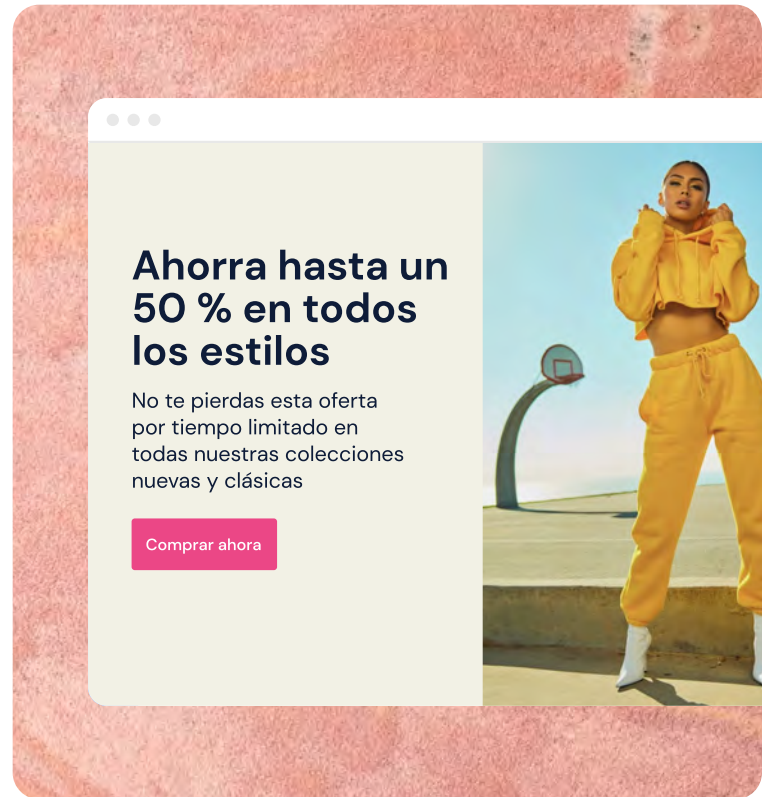 Ahorra hasta un
50 % en todos
los estilos
No te pierdas esta oferta
por tiempo limitado en
todas nuestras colecciones
nuevas y clásicas
Comprar ahora